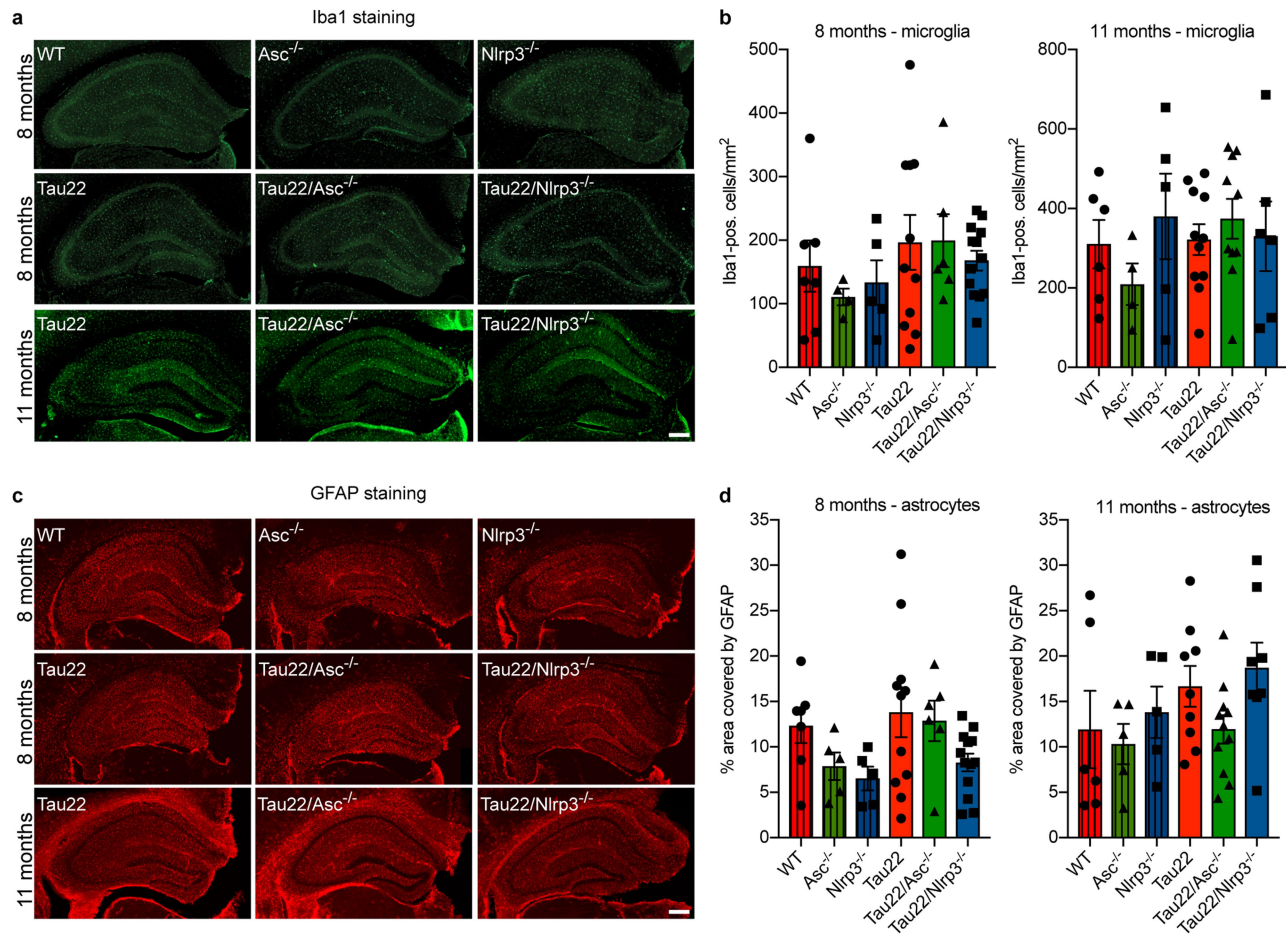 a
Iba1 staining
8 months
WT
Asc-/-
Nlrp3-/-
8 months
Tau22
Tau22/Asc-/-
Tau22/Nlrp3-/-
11 months
Tau22
Tau22/Asc-/-
Tau22/Nlrp3-/-
b
8 months - microglia
Iba1-pos. cells/mm2
500
400
300
200
100
0
WT
Asc-/-
Nlrp3-/-
Tau22
Tau22/Asc-/-
Tau22/Nlrp3-/-
11 months - microglia
Iba1-pos. cells/mm2
800
600
400
200
0
WT
Asc-/-
Nlrp3-/-
Tau22
Tau22/Asc-/-
Tau22/Nlrp3-/-
c
GFAP staining
8 months
WT
Asc-/-
Nlrp3-/-
8 months
Tau22
Tau22/Asc-/-
Tau22/Nlrp3-/-
11 months
Tau22
Tau22/Asc-/-
Tau22/Nlrp3-/-
d
8 months - astrocytes
% area covered by GFAP
35
30
25
20
15
10
5
0
WT
Asc-/-
Nlrp3-/-
Tau22
Tau22/Asc-/-
Tau22/Nlrp3-/-
11 months - astrocytes
% area covered by GFAP
35
30
25
20
15
10
5
0
WT
Asc-/-
Nlrp3-/-
Tau22
Tau22/Asc-/-
Tau22/Nlrp3-/-